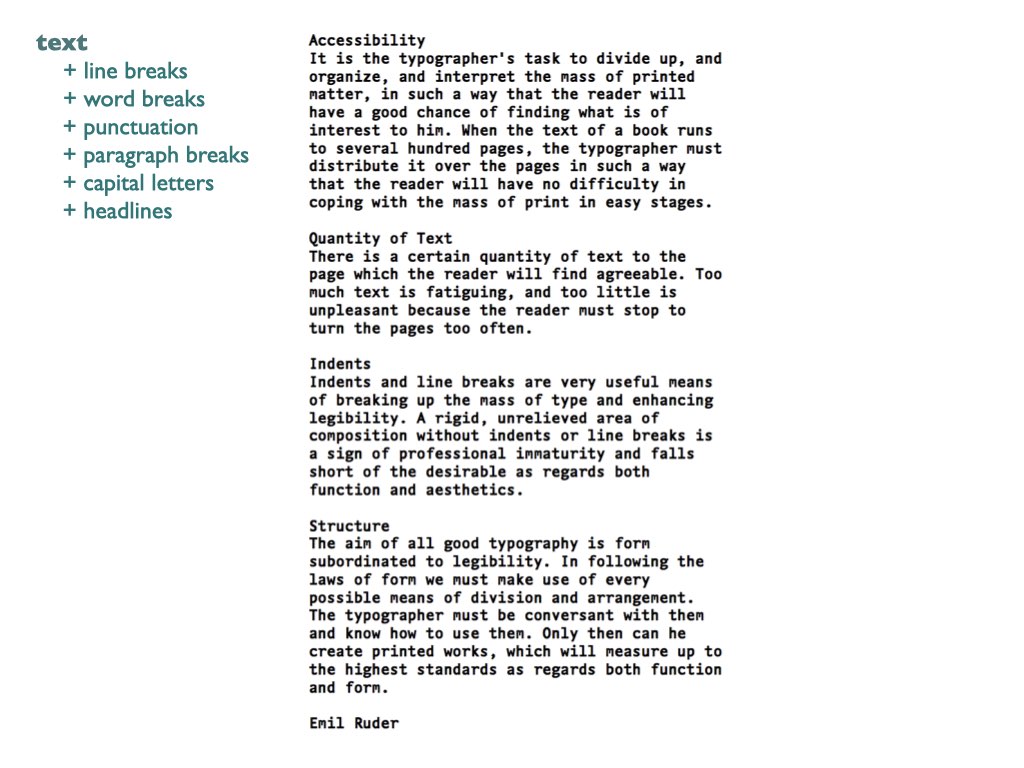 text
+ line breaks
+ word breaks
+ punctuation
+ paragraph breaks
+ capital letters
+ headlines
Accessibility
It is the typographer's task to divide up, and
organize, and interpret the mass of printed
matter, in such a way that the reader will
have a good chance of finding what is of
interest to him. When the text of a book runs
to several hundred pages, the typographer must
distribute it over the pages in such a way
that the reader will have no difficulty in
coping with the mass of print in easy stages.
Quantity of Text
There is a certain quantity of text to the
page which the reader will find agreeable. Too
much text is fatiguing, and too little is
unpleasant because the reader must stop to
turn the pages too often.
Indents
Indents and line breaks are very useful means
of breaking up the mass of type and enhancing
legibility. A rigid, unrelieved area of
composition without indents or line breaks is
a sign of professional immaturity and falls
short of the desirable as regards both
function and aesthetics.
Structure
The aim of all good typography is form
subordinated to legibility. In following the
laws of form we must make use of every
possible means of division and arrangement.
The typographer must be conversant with them
and know how to use them. Only then can he
create printed works, which will measure up to
the highest standards as regards both function
and form.
Emil Ruder